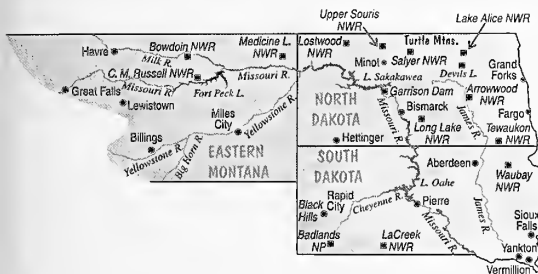 Upper Souris
NWR
Lake Alice NWR
Havre
Bowdoin NWR
Medicine L.
NWR
Lostwood
NWR
Turtle Mtns.
Milk R.
Minot
Salyer NWR
C. M. Russell NWR
Missouri R.
L. Sakakawea
Devils L.
Grand
Forks
Great Falls
Missouri R.
Fort Peck L.
Garrison Dam
Arrowwood
NWR
Lewistown
NORTH
DAKOTA
Bismarck
James R.
Fargo
Miles
City
Yellowstone R.
Missouri R.
Long Lake
NWR
Tewaukon
NWR
Billings
Hettinger
Yellowstone R.
Big Horn R.
EASTERN
MONTANA
SOUTH
DAKOTA
Aberdeen
Waubay
NWR
L. Oahe
Black
Hills
Rapid
City
Cheyenne R.
Pierre
James R.
Sioux
Falls
Badlands
NP
LaCreek
NWR
Missouri R.
Yankton
Vermillion